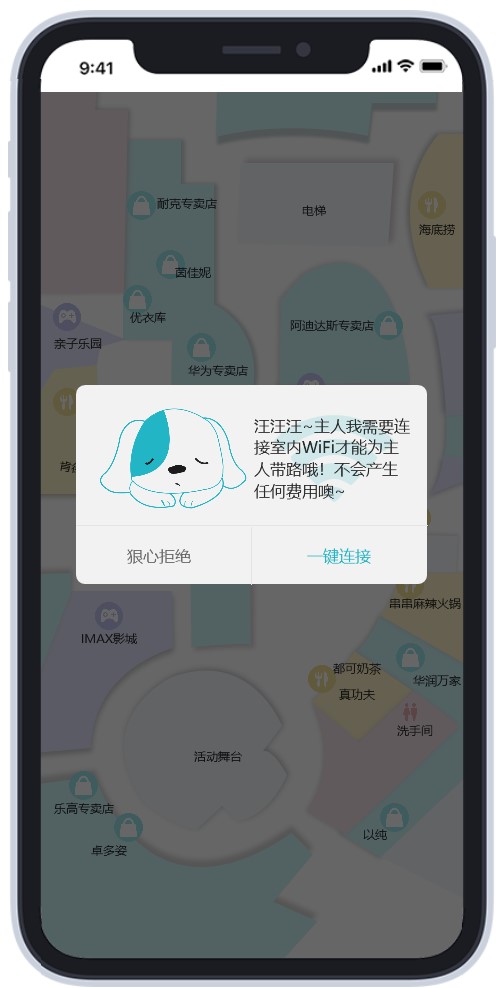 9:41
耐克专卖店
电梯
海底捞
茵佳妮
优衣库
阿迪达斯专卖店
亲子乐园
华为专卖店
汪汪汪~主人我需要连
接室内WiFi才能为主
人带路哦！不会产生
任何费用噢~
狠心拒绝
一键连接
串串麻辣火锅
IMAX影城
都可奶茶
华润万家
真功夫
洗手间
活动舞台
乐高专卖店
以纯
卓多姿